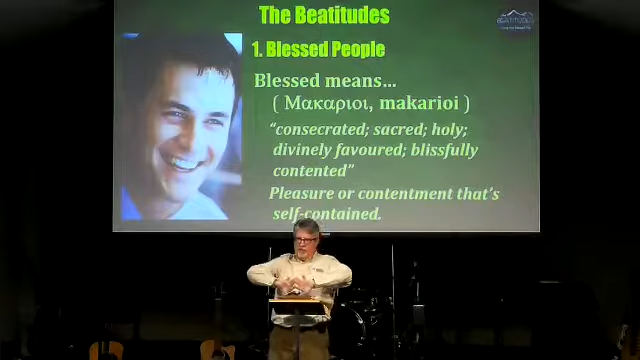 The Beatitudes
BEATITUDES
1. Blessed People
Blessed means...
( Μακαριοι, makarioi )
"consecrated; sacred; holy;
divinely favoured; blissfully
contented"
Pleasure or contentment that's
self-contained.